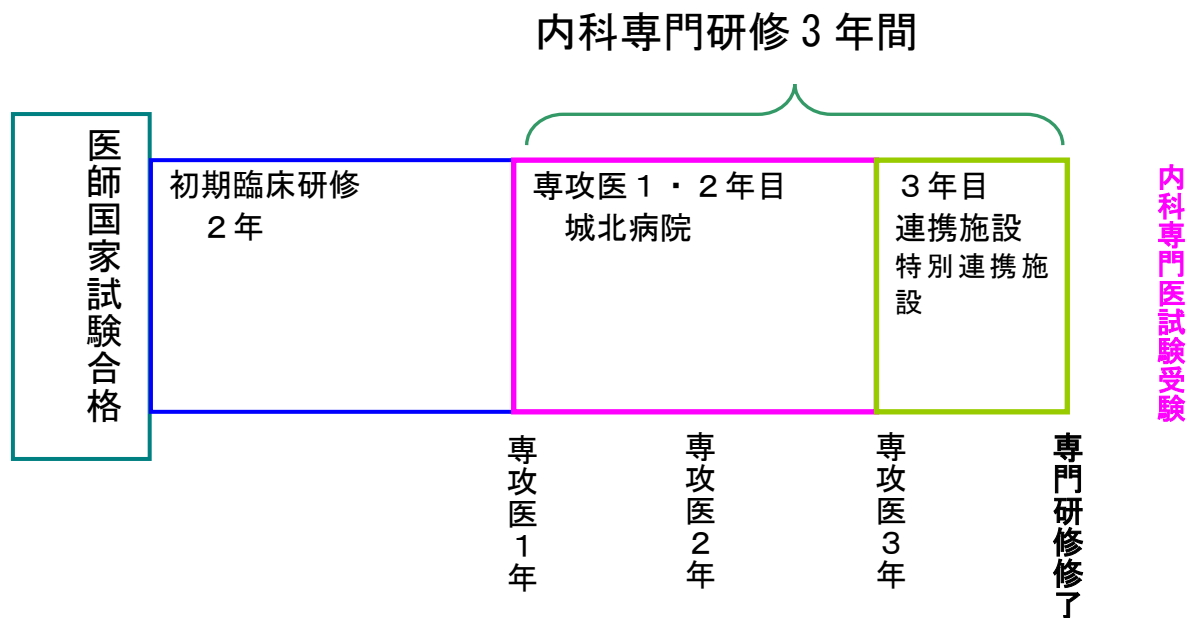 内科専門研修3年間
医師国家試験合格
初期臨床研修
2年
専攻医1・2年目
城北病院
3年目
連携施設
特別連携施
設
内科専門医試験受験
専攻医1年
専攻医2年
専攻医3年
専門研修修了